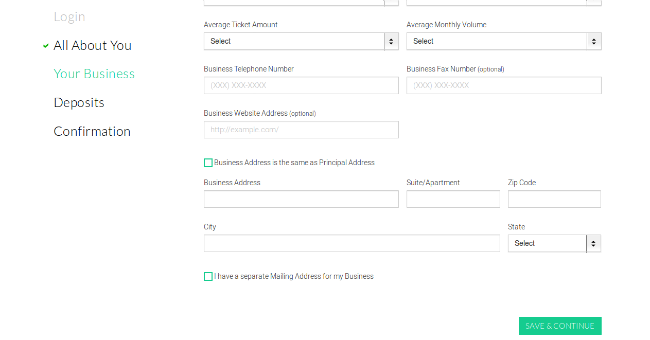 Login
All About You
Your Business
Deposits
Confirmation
Average Ticket Amount
Average Monthly Volume
Select
Select
Business Telephone Number
Business Fax Number (optional)
(XXX) XXX-XXXX
(XXX) XXX-XXXX
Business Website Address (optional)
http://example.com/
Business Address is the same as Principal Address
Business Address
Suite/Apartment
Zip Code
City
State
Select
I have a separate Mailing Address for my Business
SAVE & CONTINUE